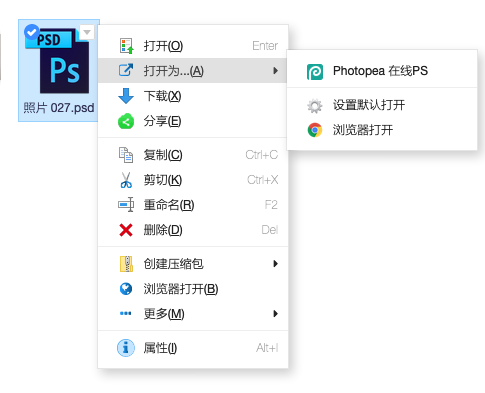 PSD
Ps
照片 027.psd
打开(O) Enter
打开为...(A)
下载(X)
分享(E)
复制(C) Ctrl+C
剪切(K) Ctrl+X
重命名(R) F2
删除(D) Del
创建压缩包
浏览器打开(B)
更多(M)
属性(I) Alt+I
Photopea 在线PS
设置默认打开
浏览器打开